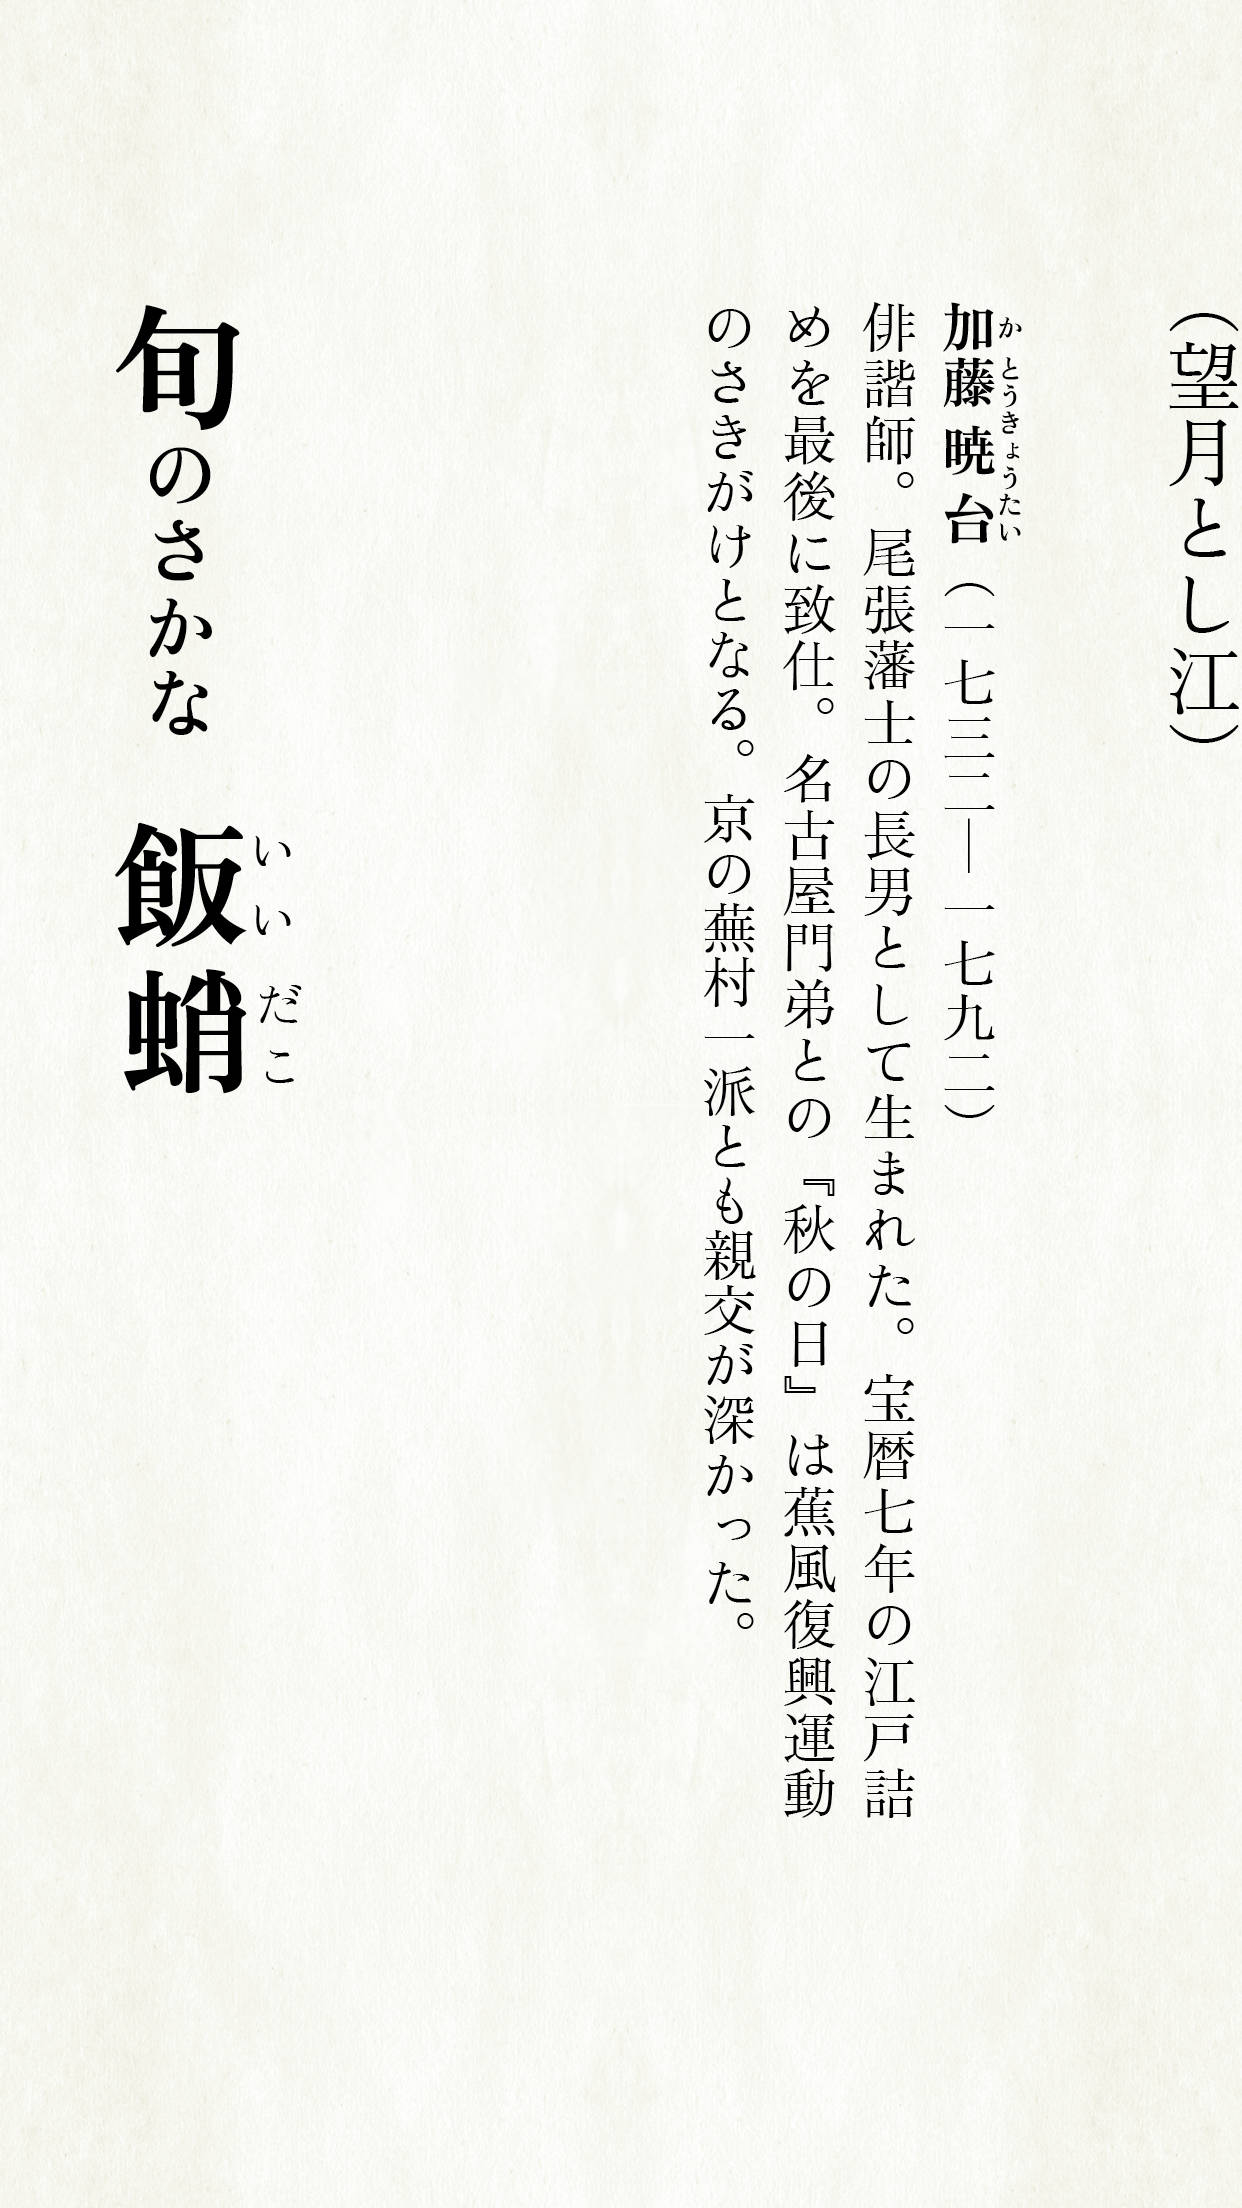 （望月とし江）
加藤暁台（一七三二―一七九二）
かとうきょうたい
俳諧師。尾張藩士の長男として生まれた。宝暦七年の江戸詰
めを最後に致仕。名古屋門弟との『秋の日』は蕉風復興運動
のさきがけとなる。京の蕪村一派とも親交が深かった。
旬のさかな　飯蛸
いいだこ